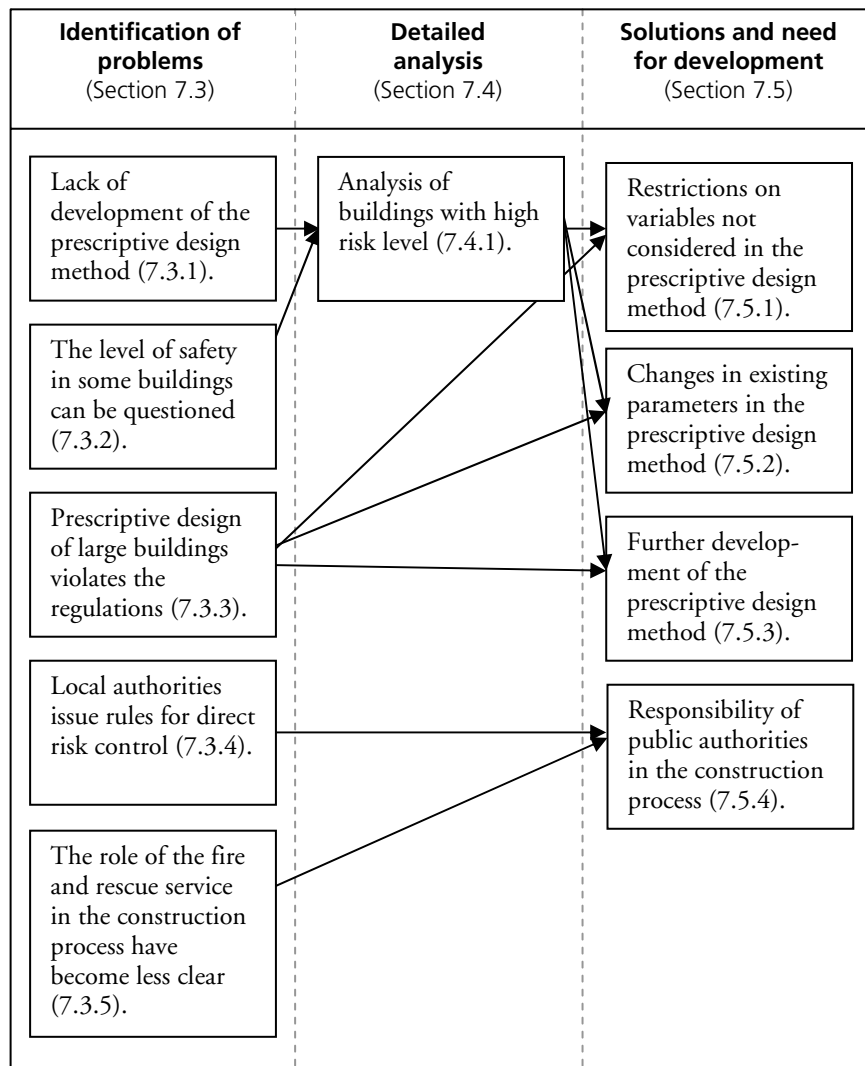 Identification of
problems
(Section 7.3)
Detailed
analysis
(Section 7.4)
Solutions and need
for development
(Section 7.5)
Lack of
development of the
prescriptive design
method (7.3.1).
The level of safety
in some buildings
can be questioned
(7.3.2).
Prescriptive design
of large buildings
violates the
regulations (7.3.3).
Local authorities
issue rules for direct
risk control (7.3.4).
The role of the fire
and rescue service
in the construction
process have
become less clear
(7.3.5).
Analysis of
buildings with high
risk level (7.4.1).
Restrictions on
variables not
considered in the
prescriptive design
method (7.5.1).
Changes in existing
parameters in the
prescriptive design
method (7.5.2).
Further develop-
ment of the
prescriptive design
method (7.5.3).
Responsibility of
public authorities
in the construction
process (7.5.4).